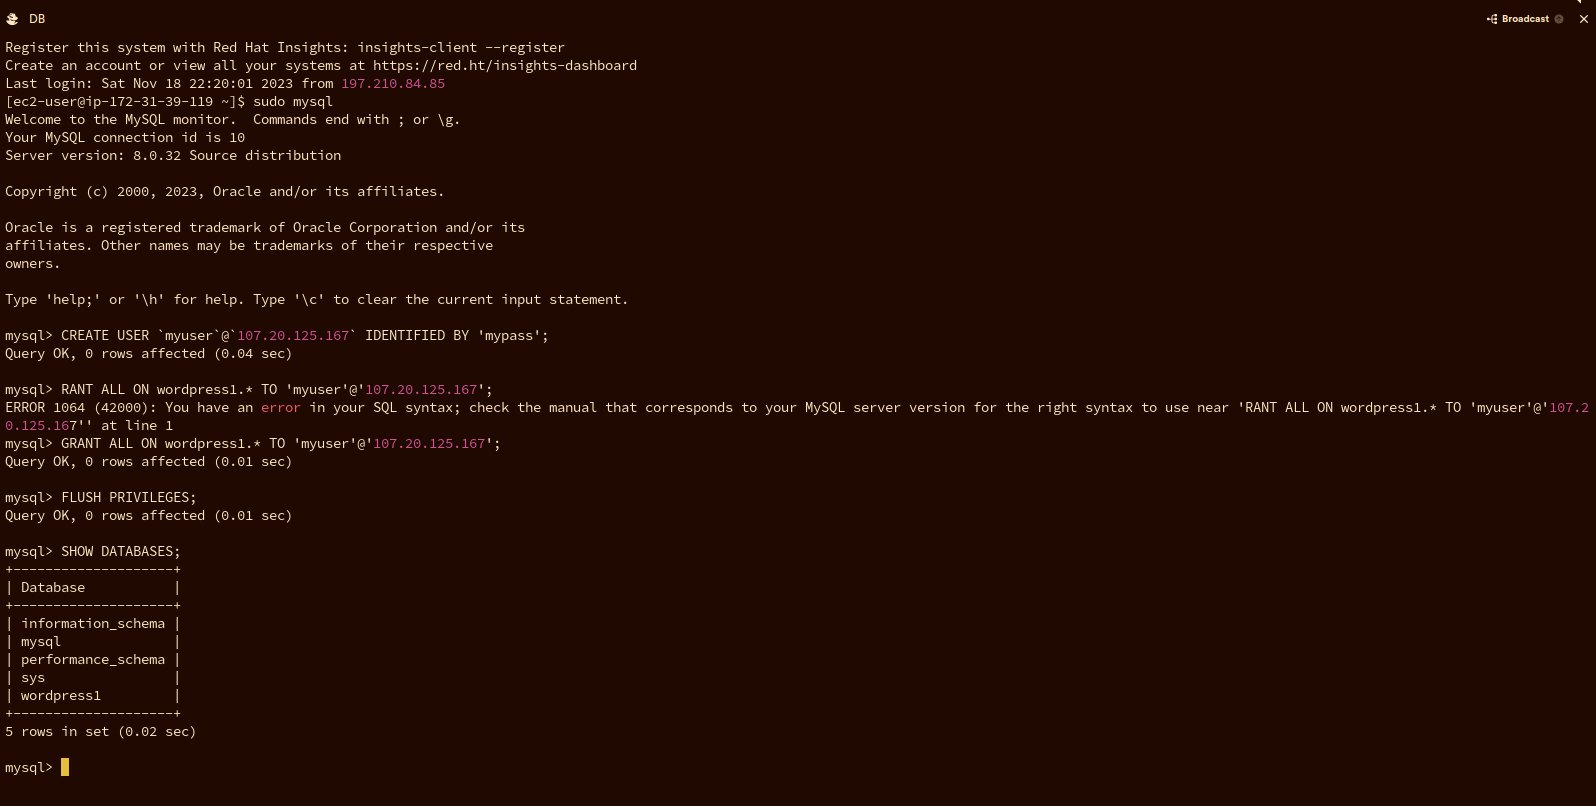 DB
Broadcast
Register this system with Red Hat Insights: insights-client --register
Create an account or view all your systems at https://red.ht/insights-dashboard
Last login: Sat Nov 18 22:20:01 2023 from 197.210.84.85
[ec2-user@ip-172-31-39-119 ~]$ sudo mysql
Welcome to the MySQL monitor.  Commands end with ; or \g.
Your MySQL connection id is 10
Server version: 8.0.32 Source distribution
Copyright (c) 2000, 2023, Oracle and/or its affiliates.
Oracle is a registered trademark of Oracle Corporation and/or its
affiliates. Other names may be trademarks of their respective
owners.
Type 'help;' or '\h' for help. Type '\c' to clear the current input statement.
mysql> CREATE USER `myuser`@`107.20.125.167` IDENTIFIED BY 'mypass';
Query OK, 0 rows affected (0.04 sec)
mysql> RANT ALL ON wordpress1.* TO 'myuser'@'107.20.125.167';
ERROR 1064 (42000): You have an error in your SQL syntax; check the manual that corresponds to your MySQL server version for the right syntax to use near 'RANT ALL ON wordpress1.* TO 'myuser'@'107.2
0.125.167'' at line 1
mysql> GRANT ALL ON wordpress1.* TO 'myuser'@'107.20.125.167';
Query OK, 0 rows affected (0.01 sec)
mysql> FLUSH PRIVILEGES;
Query OK, 0 rows affected (0.01 sec)
mysql> SHOW DATABASES;
+--------------------+
| Database           |
+--------------------+
| information_schema |
| mysql              |
| performance_schema |
| sys                |
| wordpress1         |
+--------------------+
5 rows in set (0.02 sec)
mysql>